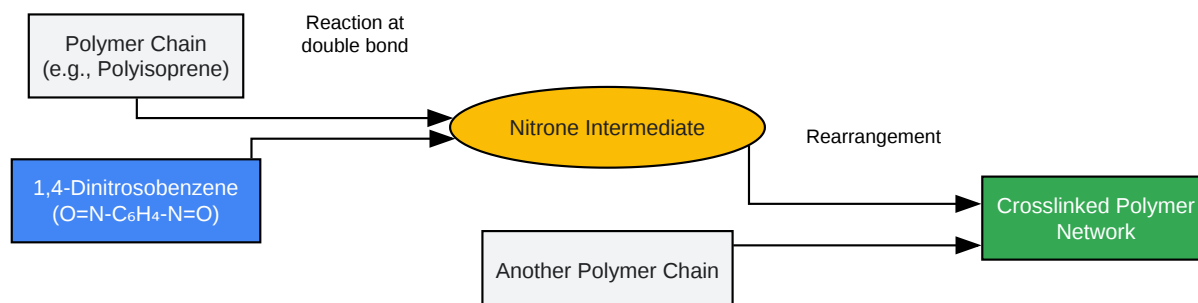 Reaction at
double bond
Polymer Chain
(e.g., Polyisoprene)
Nitrone Intermediate
Rearrangement
1,4-Dinitrosobenzene
(O=N-C₆H₄-N=O)
Crosslinked Polymer
Network
Another Polymer Chain